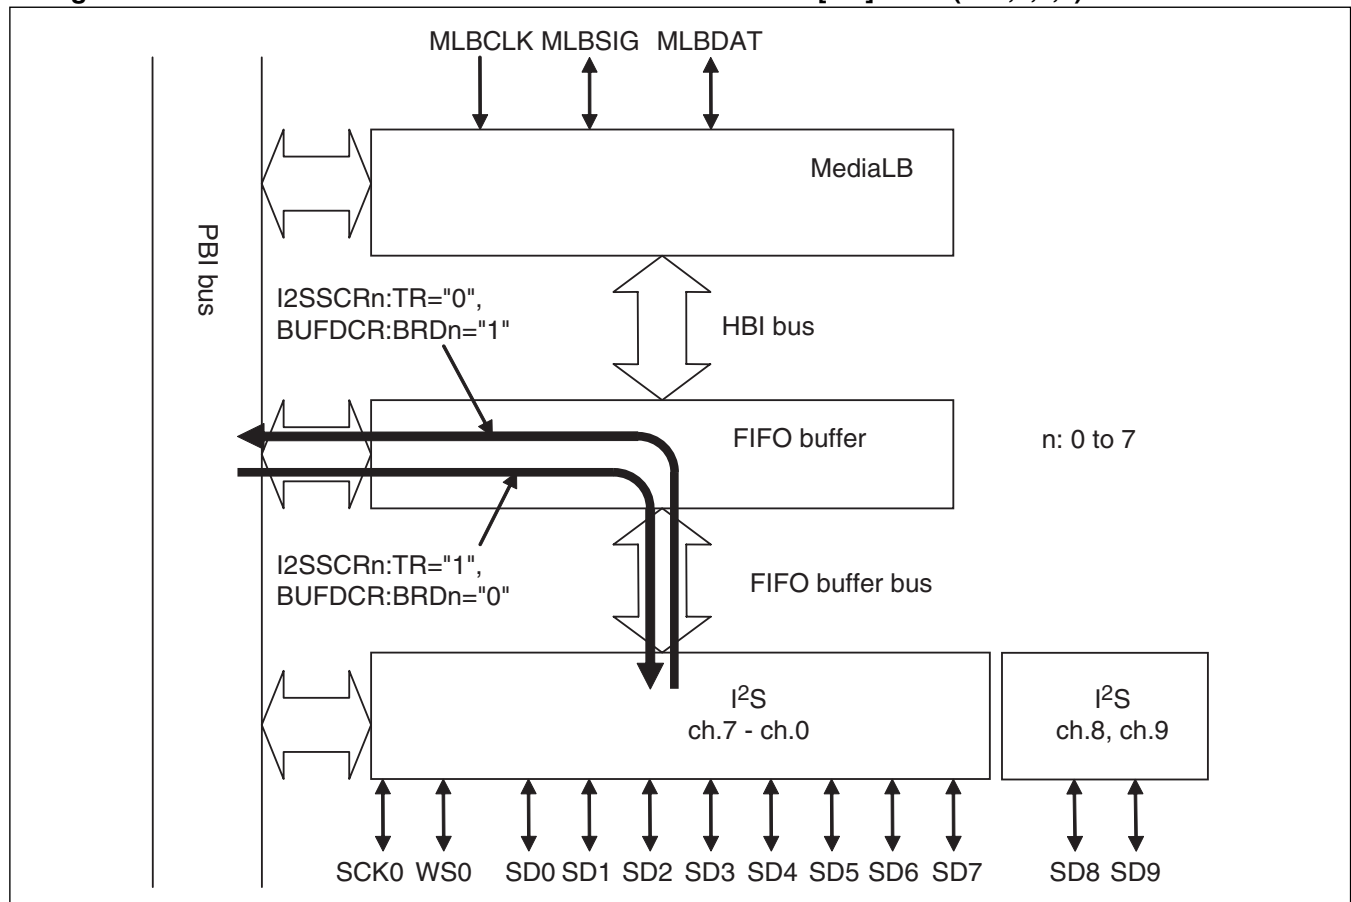 MLBCLK MLBSIG MLBDAT
MediaLB
PBI bus
I2SSCRn:TR="0",
BUFDCR:BRDn="1"
HBI bus
FIFO buffer
n: 0 to 7
I2SSCRn:TR="1",
BUFDCR:BRDn="0"
FIFO buffer bus
I²S
ch.7 - ch.0
I²S
ch.8, ch.9
SCK0 WS0 SD0 SD1 SD2 SD3 SD4 SD5 SD6 SD7 SD8 SD9